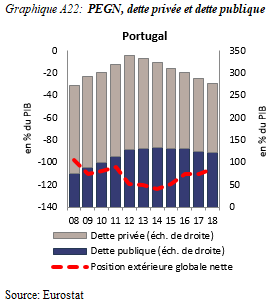 Graphique A22: PEGN, dette privée et dette publique
Portugal
en % du PIB
0
-20
-40
-60
-80
-100
-120
-140
350
300
250
200
150
100
50
0
en % du PIB
08 09 10 11 12 13 14 15 16 17 18
Dette privée (éch. de droite)
Dette publique (éch. de droite)
Position extérieure globale nette
Source: Eurostat